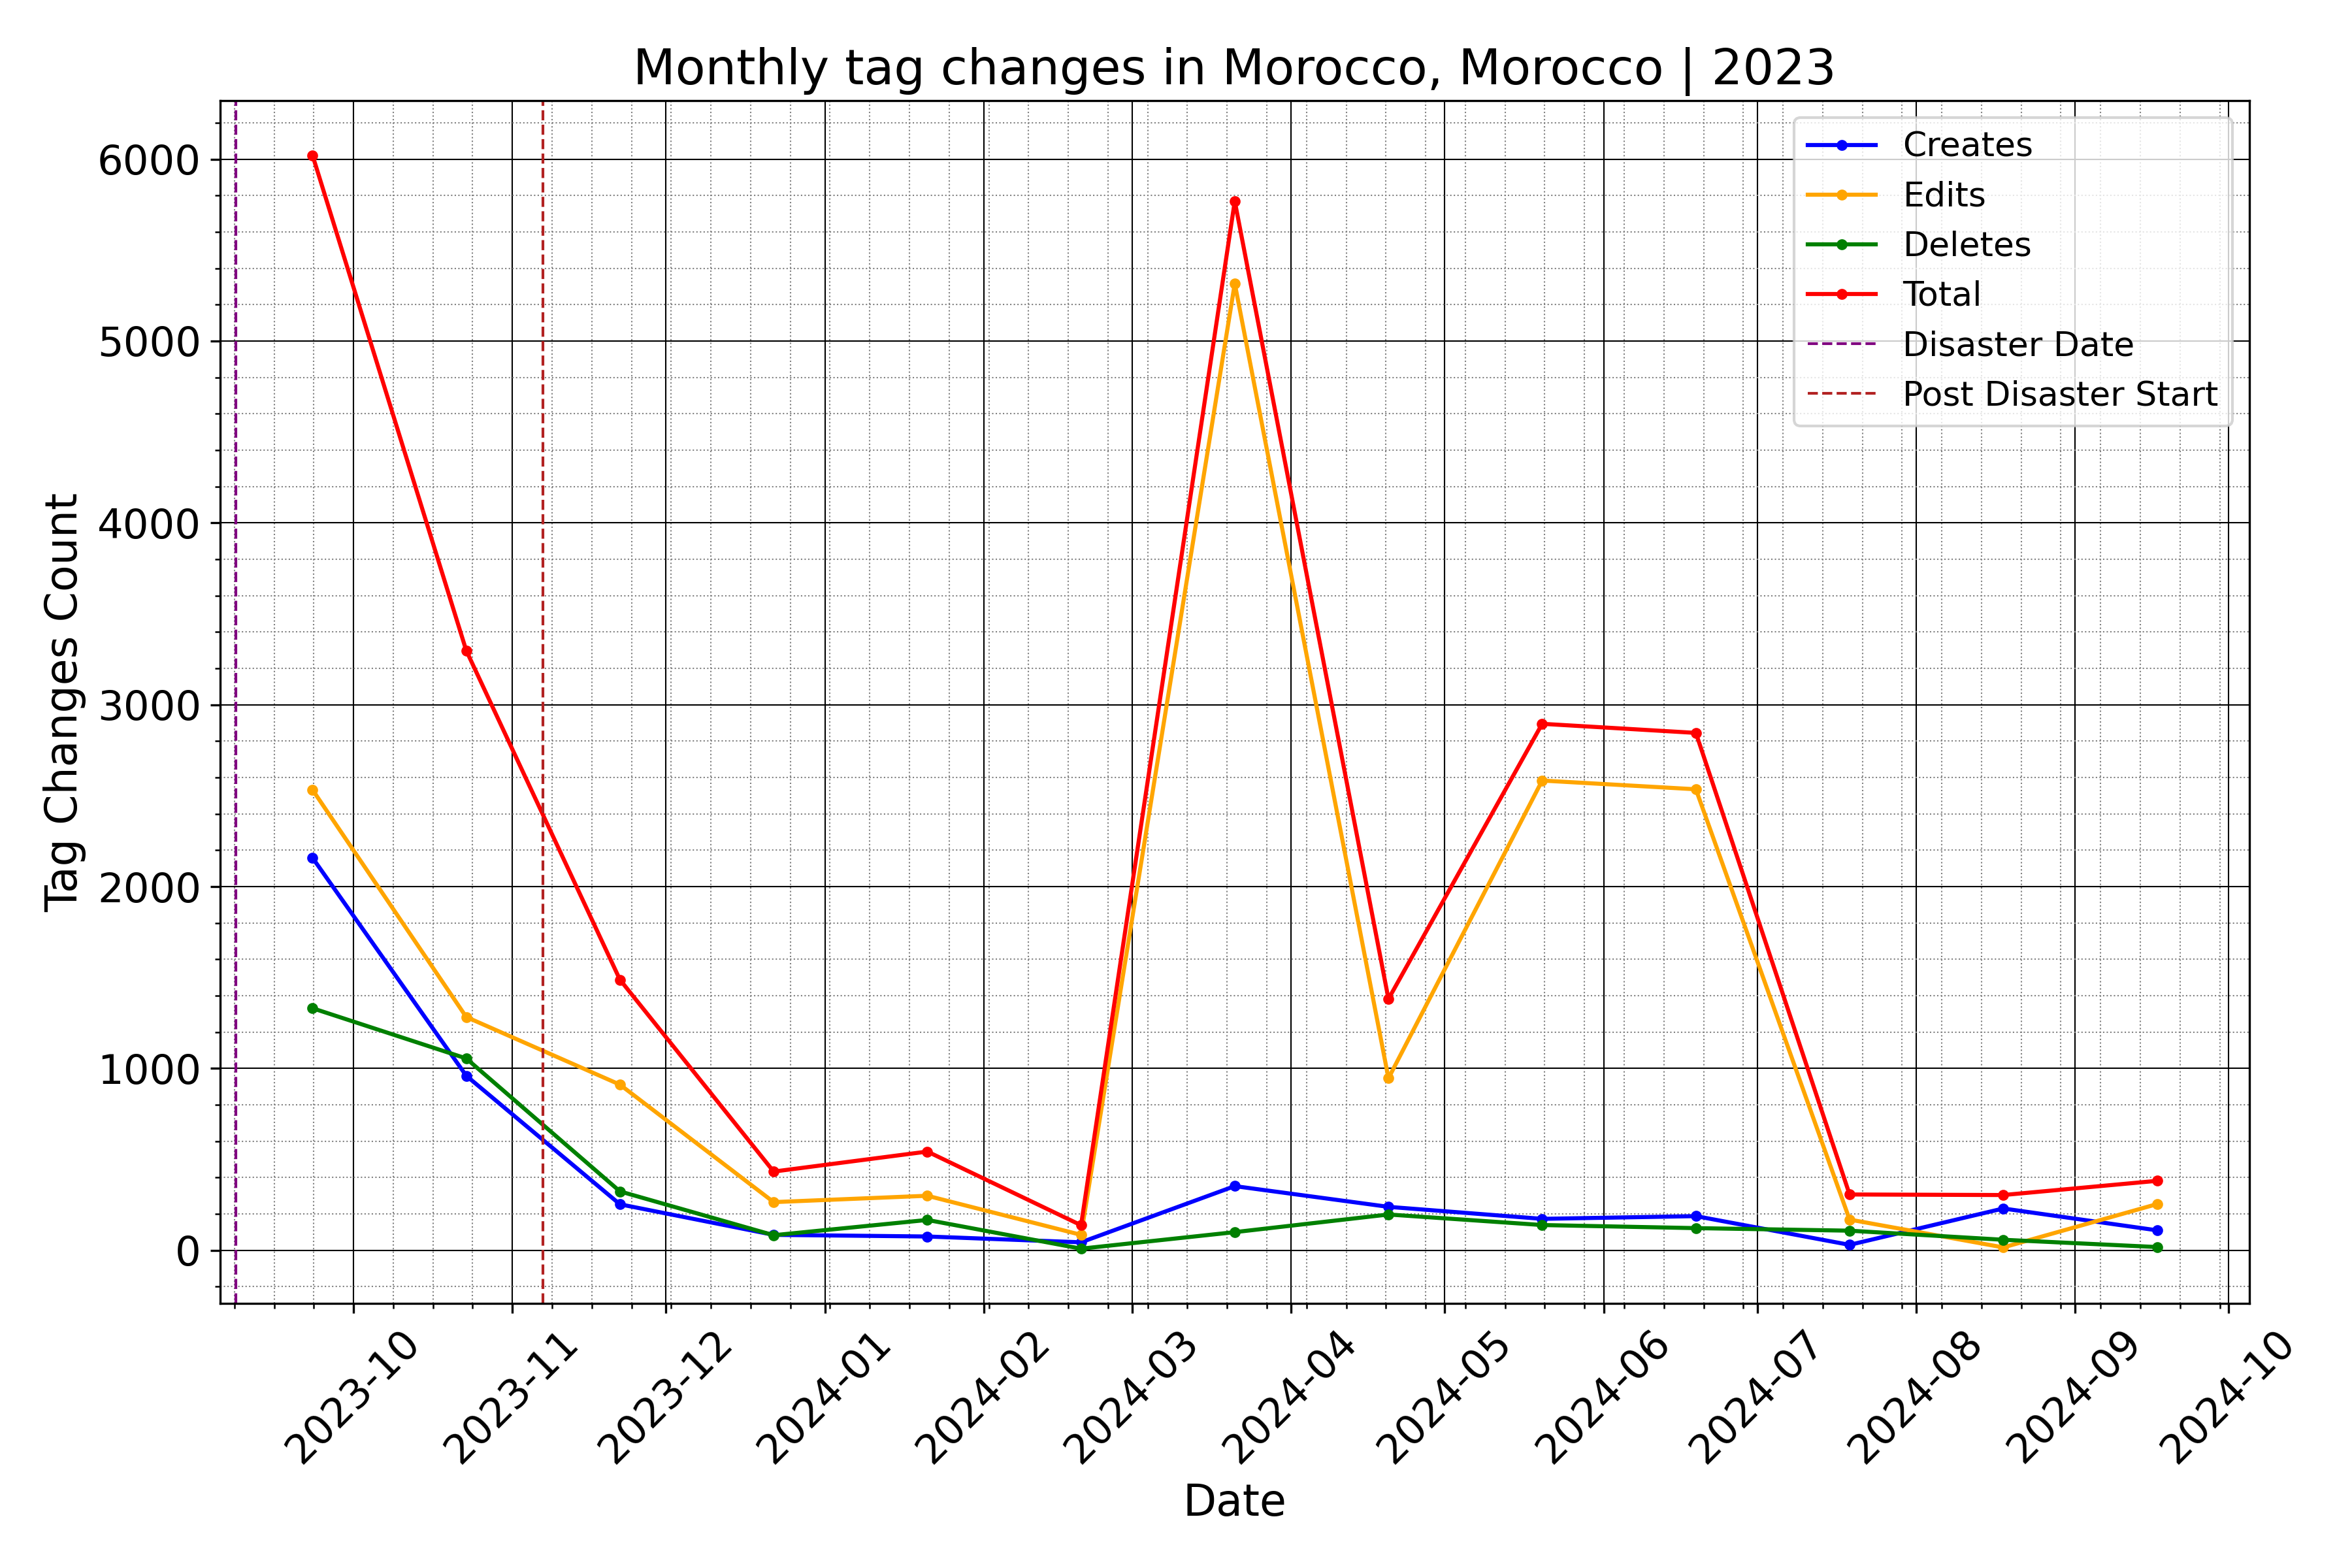 Monthly tag changes in Morocco, Morocco | 2023
Creates
Edits
Deletes
Total
Disaster Date
Post Disaster Start
Tag Changes Count
6000
5000
4000
3000
2000
1000
0
2023-10
2023-11
2023-12
2024-01
2024-02
2024-03
2024-04
2024-05
2024-06
2024-07
2024-08
2024-09
2024-10
Date